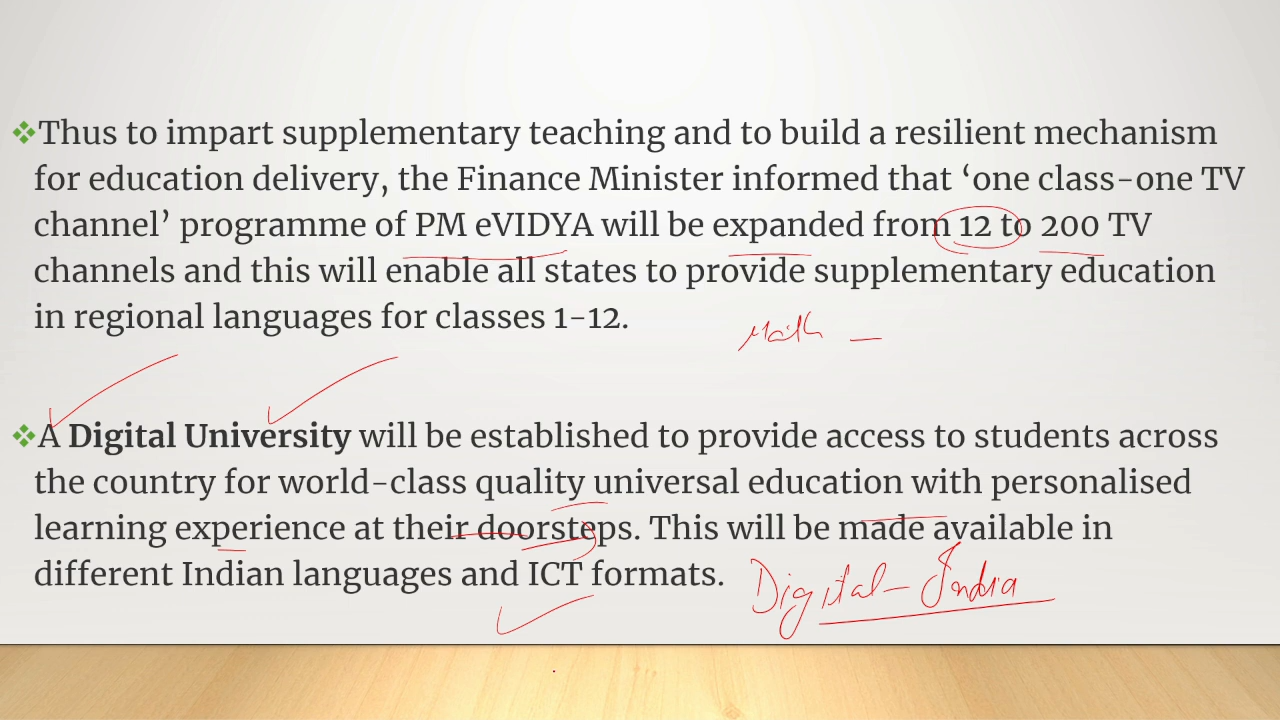 ❖Thus to impart supplementary teaching and to build a resilient mechanism
for education delivery, the Finance Minister informed that ‘one class-one TV
channel’ programme of PM eVIDYA will be expanded from 12 to 200 TV
channels and this will enable all states to provide supplementary education
in regional languages for classes 1-12.
Math —
❖A Digital University will be established to provide access to students across
the country for world-class quality universal education with personalised
learning experience at their doorsteps. This will be made available in
different Indian languages and ICT formats.
Digital-India